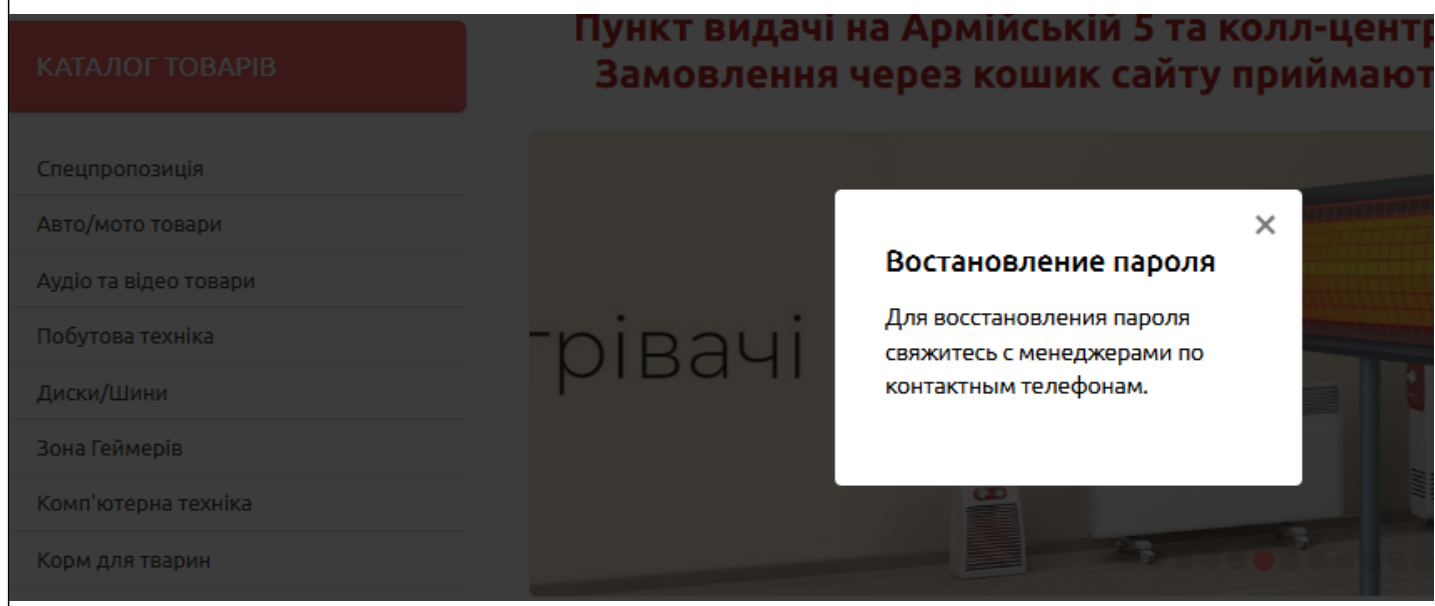 Пункт видачі на Армійській 5 та колл-центр
Замовлення через кошик сайту приймают
КАТАЛОГ ТОВАРІВ
Спецпропозиція
Авто/мото товари
Аудіо та відео товари
Побутова техніка
Диски/Шини
Зона Геймерів
Комп'ютерна техніка
Корм для тварин
трівачі
×
Востановление пароля
Для восстановления пароля
свяжитесь с менеджерами по
контактным телефонам.